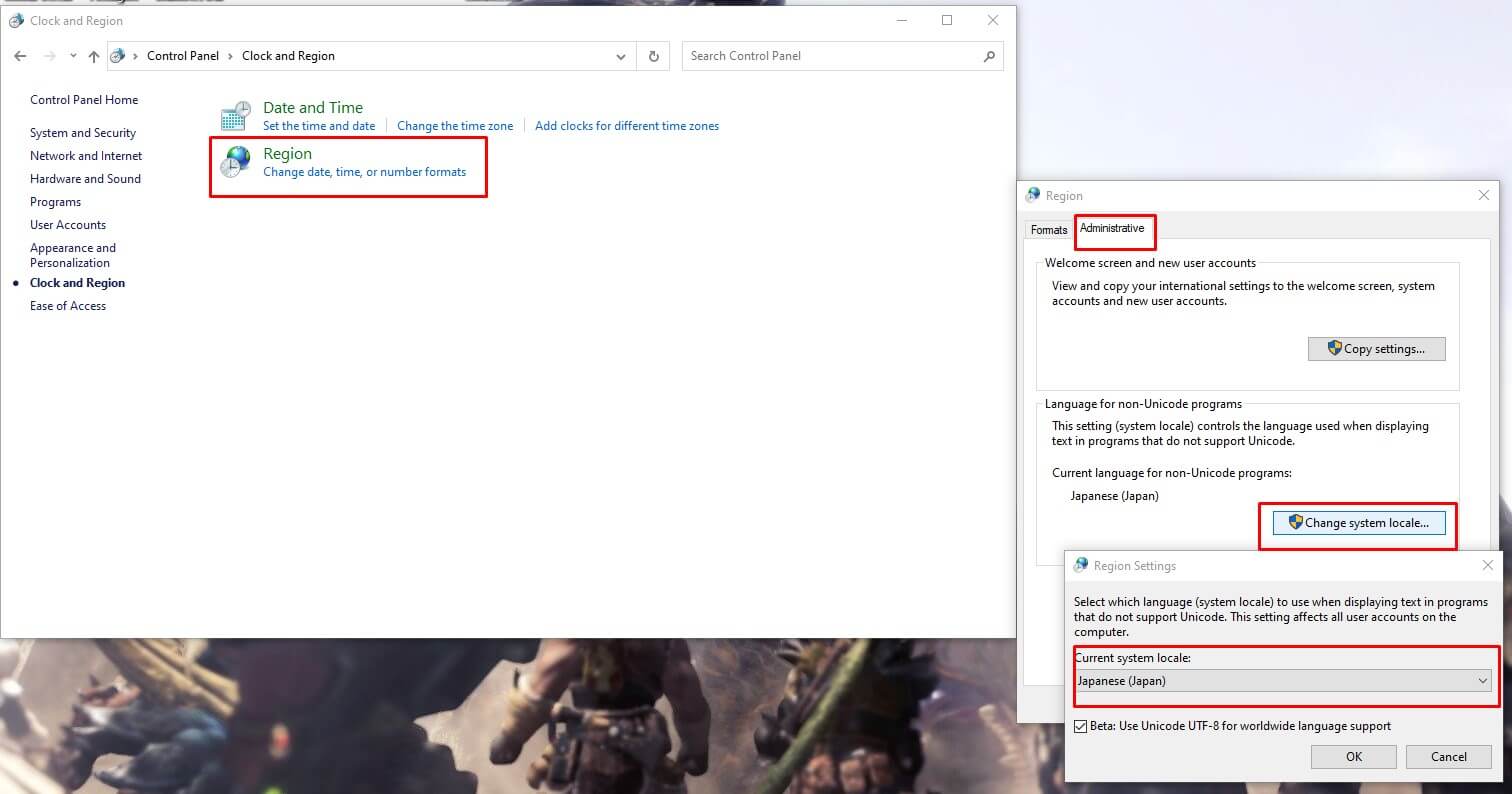 Clock and Region
Control Panel › Clock and Region
Search Control Panel
Control Panel Home
System and Security
Network and Internet
Hardware and Sound
Programs
User Accounts
Appearance and
Personalization
Clock and Region
Ease of Access
Date and Time
Set the time and date
Change the time zone
Add clocks for different time zones
Region
Change date, time, or number formats
Region
Formats
Administrative
Welcome screen and new user accounts
View and copy your international settings to the welcome screen, system
accounts and new user accounts.
Copy settings...
Language for non-Unicode programs
This setting (system locale) controls the language used when displaying
text in programs that do not support Unicode.
Current language for non-Unicode programs:
Japanese (Japan)
Change system locale...
Region Settings
Select which language (system locale) to use when displaying text in programs
that do not support Unicode. This setting affects all user accounts on the
computer.
Current system locale:
Japanese (Japan)
Beta: Use Unicode UTF-8 for worldwide language support
OK
Cancel